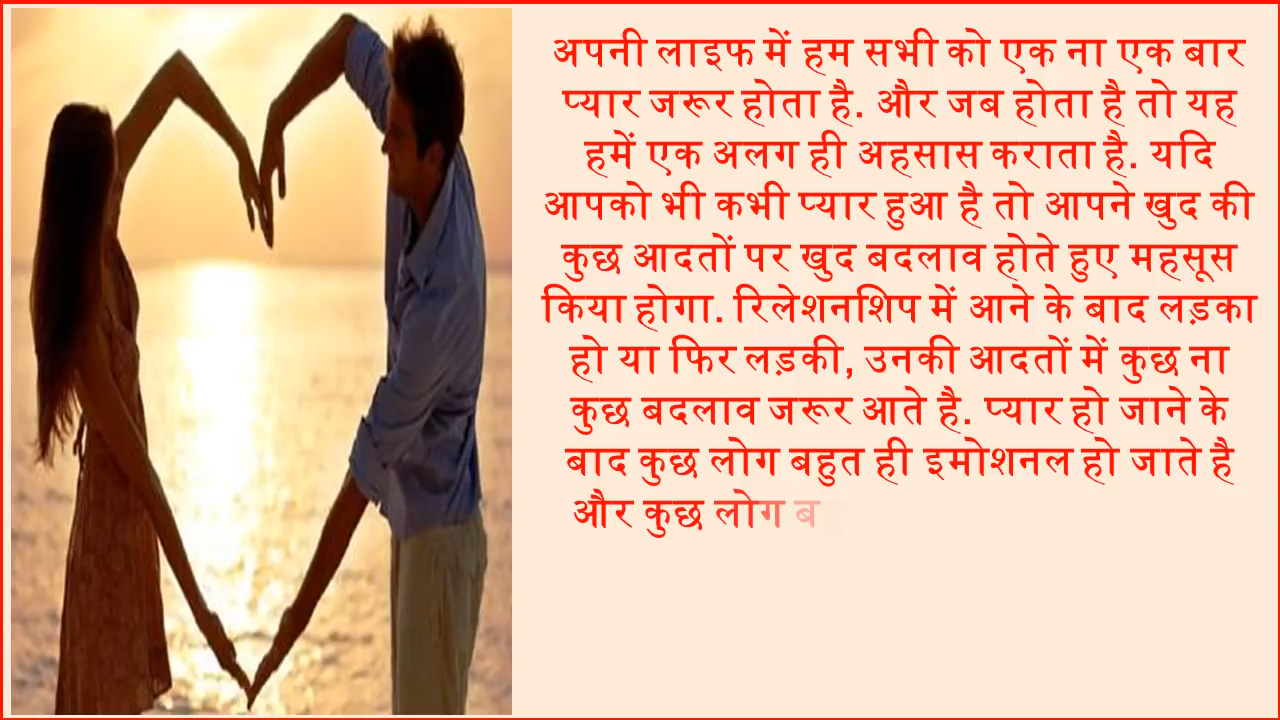 अपनी लाइफ में हम सभी को एक ना एक बार
प्यार जरूर होता है. और जब होता है तो यह
हमें एक अलग ही अहसास कराता है. यदि
आपको भी कभी प्यार हुआ है तो आपने खुद की
कुछ आदतों पर खुद बदलाव होते हुए महसूस
किया होगा. रिलेशनशिप में आने के बाद लड़का
हो या फिर लड़की, उनकी आदतों में कुछ ना
कुछ बदलाव जरूर आते है. प्यार हो जाने के
बाद कुछ लोग बहुत ही इमोशनल हो जाते है
और कुछ लोग ब